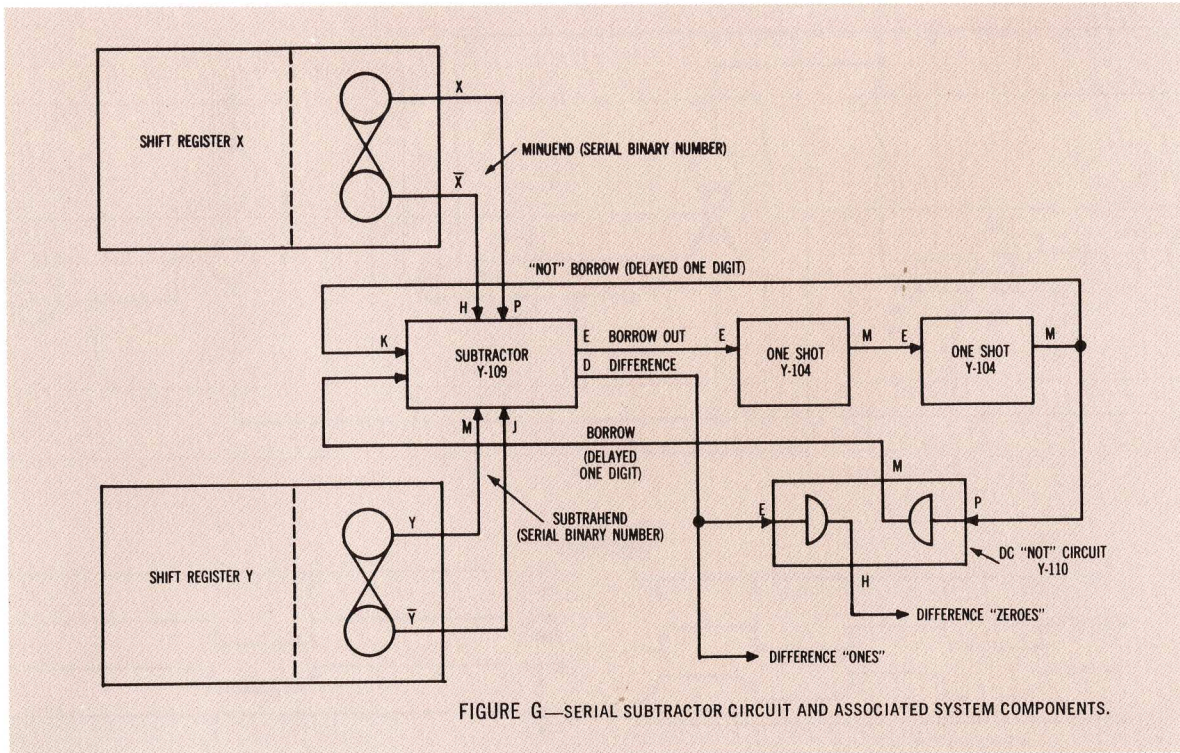 X
SHIFT REGISTER X
MINUEND (SERIAL BINARY NUMBER)
X̅
"NOT" BORROW (DELAYED ONE DIGIT)
H
P
K
SUBTRACTOR
Y-109
E
BORROW OUT
E
D
DIFFERENCE
ONE SHOT
Y-104
M
E
ONE SHOT
Y-104
M
M
J
BORROW
(DELAYED
ONE DIGIT)
M
E
P
Y
SUBTRAHEND
(SERIAL BINARY NUMBER)
DC "NOT" CIRCUIT
Y-110
H
SHIFT REGISTER Y
Y̅
DIFFERENCE "ZEROES"
DIFFERENCE "ONES"
FIGURE G—SERIAL SUBTRACTOR CIRCUIT AND ASSOCIATED SYSTEM COMPONENTS.